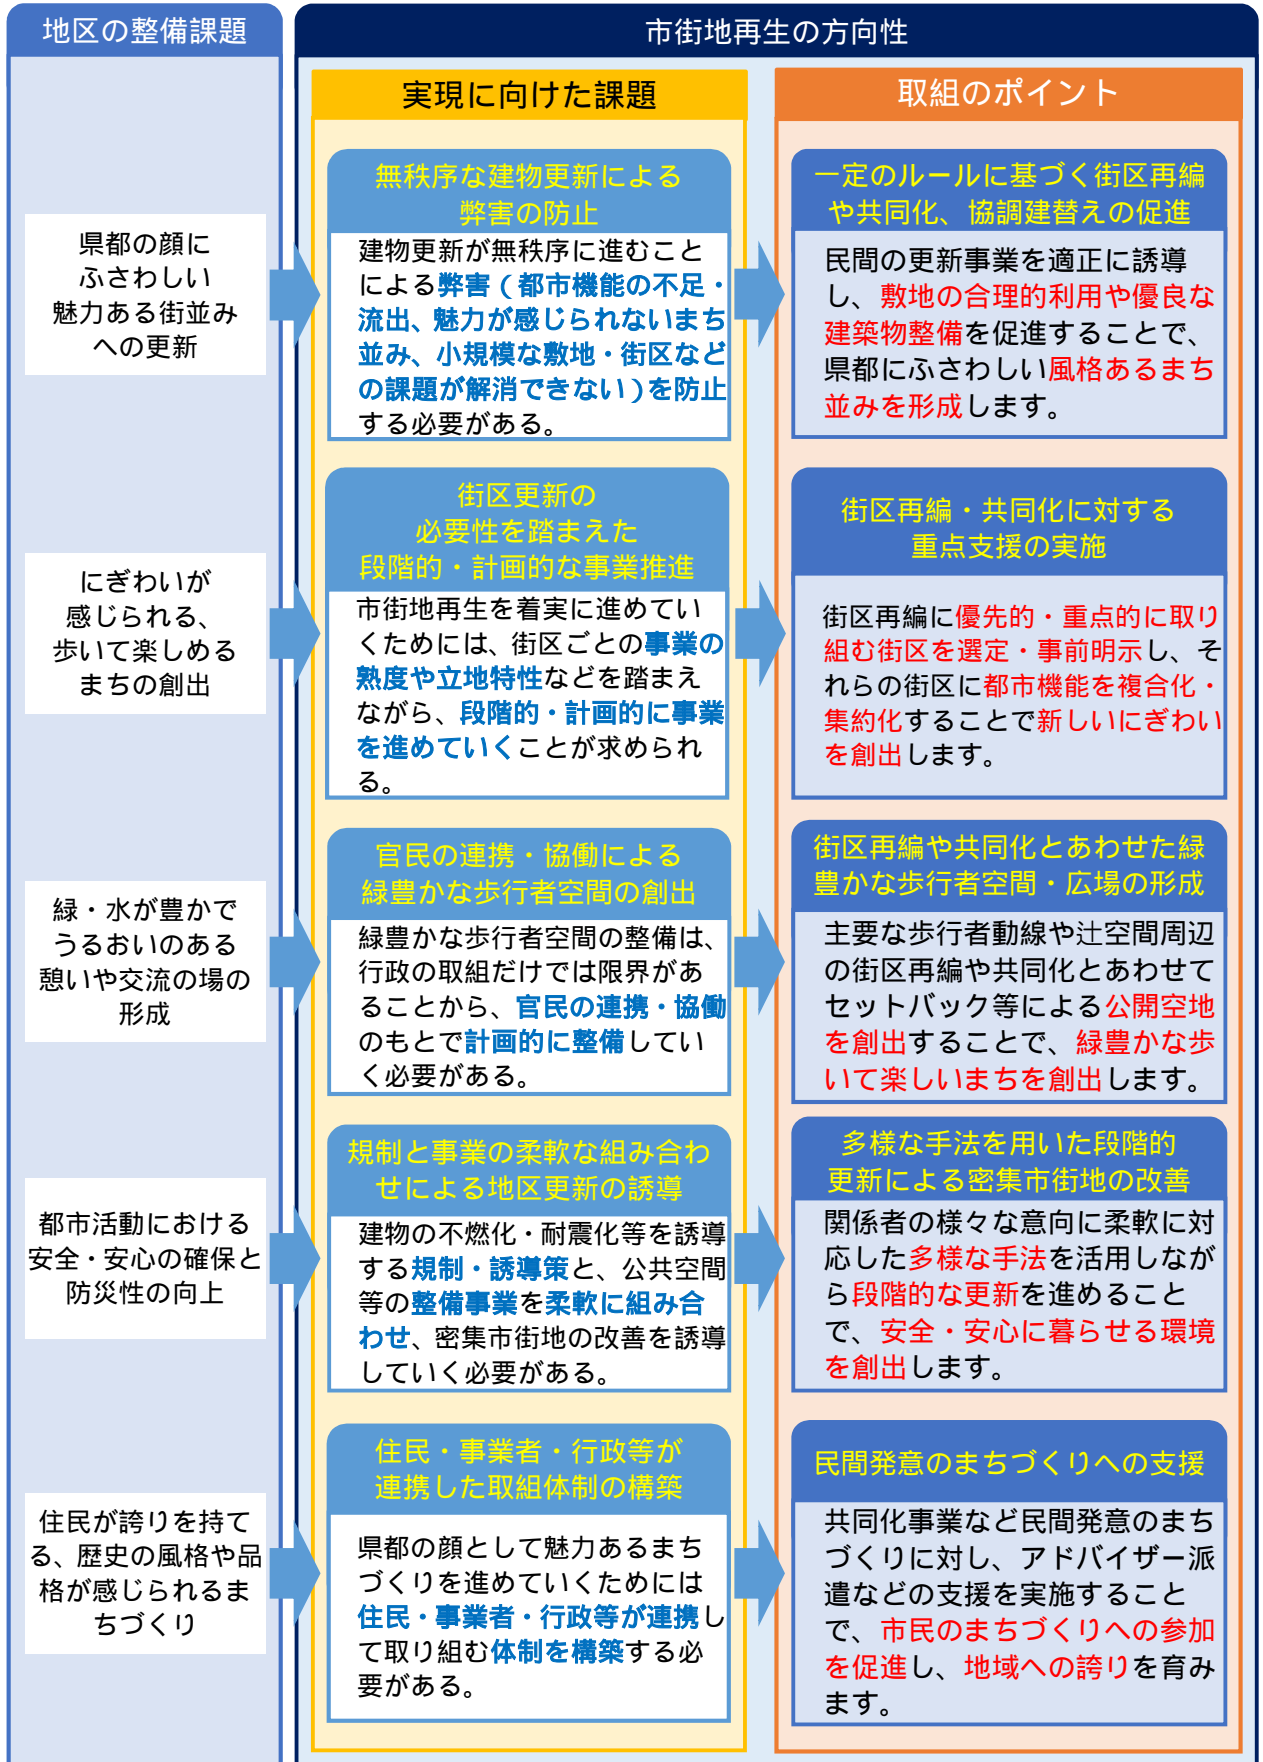 地区の整備課題
市街地再生の方向性
実現に向けた課題
取組のポイント
県都の顔に
ふさわしい
魅力ある街並み
への更新
無秩序な建物更新による
弊害の防止
建物更新が無秩序に進むこと
による弊害（都市機能の不足・
流出、魅力が感じられないまち
並み、小規模な敷地・街区など
の課題が解消できない）を防止
する必要がある。
一定のルールに基づく街区再編
や共同化、協調建替えの促進
民間の更新事業を適正に誘導
し、敷地の合理的利用や優良な
建築物整備を促進することで、
県都にふさわしい風格あるまち
並みを形成します。
にぎわいが
感じられる、
歩いて楽しめる
まちの創出
街区更新の
必要性を踏まえた
段階的・計画的な事業推進
市街地再生を着実に進めてい
くためには、街区ごとの事業の
熟度や立地特性などを踏まえ
ながら、段階的・計画的に事業
を進めていくことが求められ
る。
街区再編・共同化に対する
重点支援の実施
街区再編に優先的・重点的に取り
組む街区を選定・事前明示し、そ
れらの街区に都市機能を複合化・
集約化することで新しいにぎわい
を創出します。
緑・水が豊かで
うるおいのある
憩いや交流の場の
形成
官民の連携・協働による
緑豊かな歩行者空間の創出
緑豊かな歩行者空間の整備は、
行政の取組だけでは限界があ
ることから、官民の連携・協働
のもとで計画的に整備してい
く必要がある。
街区再編や共同化とあわせた緑
豊かな歩行者空間・広場の形成
主要な歩行者動線や辻空間周辺
の街区再編や共同化とあわせて
セットバック等による公開空地
を創出することで、緑豊かな歩
いて楽しいまちを創出します。
都市活動における
安全・安心の確保と
防災性の向上
規制と事業の柔軟な組み合わ
せによる地区更新の誘導
建物の不燃化・耐震化等を誘導
する規制・誘導策と、公共空間
等の整備事業を柔軟に組み合
わせ、密集市街地の改善を誘導
していく必要がある。
多様な手法を用いた段階的
更新による密集市街地の改善
関係者の様々な意向に柔軟に対
応した多様な手法を活用しなが
ら段階的な更新を進めること
で、安全・安心に暮らせる環境
を創出します。
住民が誇りを持て
る、歴史の風格や品
格が感じられるま
ちづくり
住民・事業者・行政等が
連携した取組体制の構築
県都の顔として魅力あるまち
づくりを進めていくためには
住民・事業者・行政等が連携し
て取り組む体制を構築する必
要がある。
民間発意のまちづくりへの支援
共同化事業など民間発意のまち
づくりに対し、アドバイザー派
遣などの支援を実施すること
で、市民のまちづくりへの参加
を促進し、地域への誇りを育み
ます。